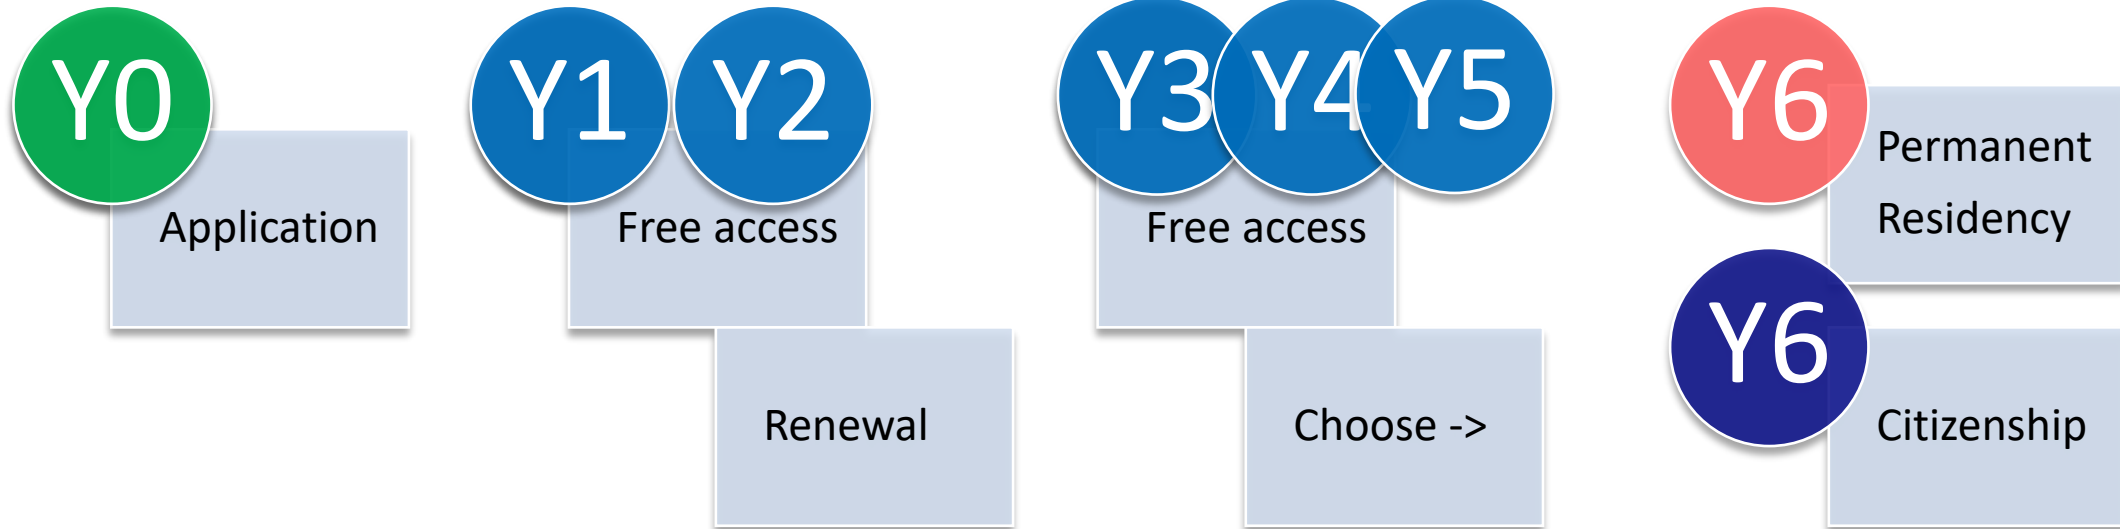 Y0
Application
Y1
Y2
Free access
Renewal
Y3
Y4
Y5
Free access
Choose ->
Y6
Permanent
Residency
Y6
Citizenship